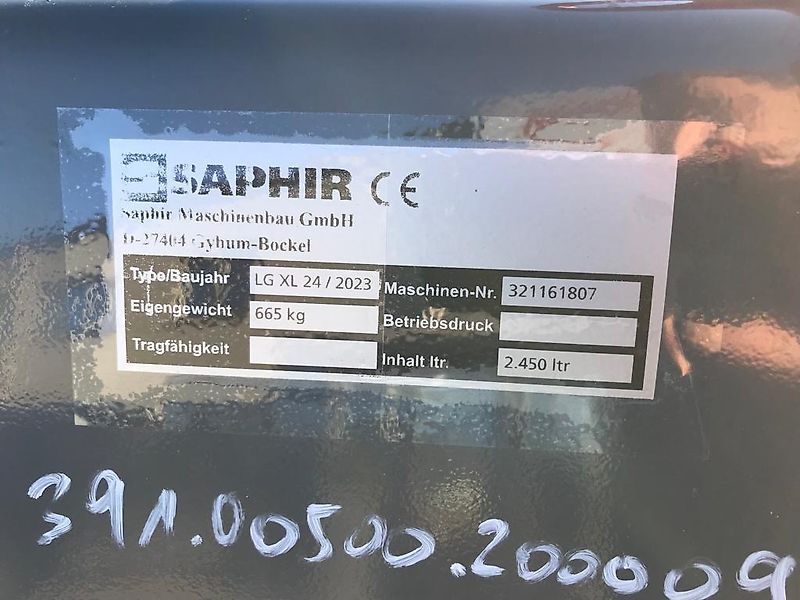 SAPHIR CE
Saphir Maschinenbau GmbH
D-27404 Gyhum-Bockel
Type/Baujahr LG XL 24 / 2023 Maschinen-Nr. 321161807
Eigengewicht 665 kg Betriebsdruck
Tragfähigkeit Inhalt ltr. 2.450 ltr
391.00500.200009